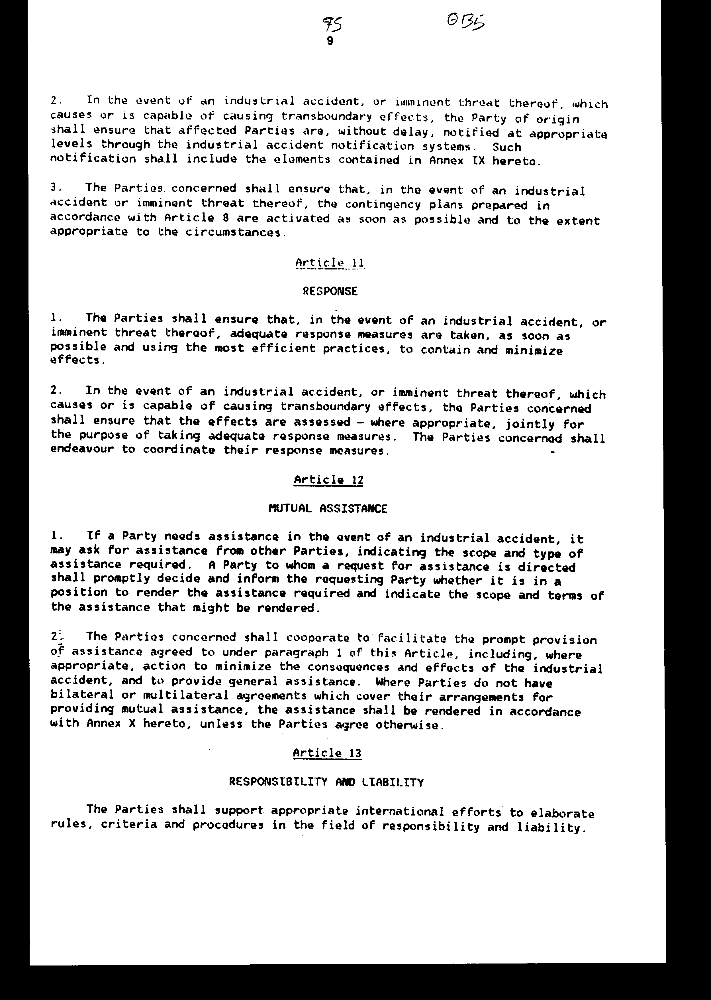 75
9
2. In the event of an industrial accident, or imminent threat thereof, which
causes or is capable of causing transboundary effects, the Party of origin
shall ensure that affected Parties are, without delay, notified at appropriate
levels through the industrial accident notification systems. Such
notification shall include the elements contained in Annex IX hereto.
3. The Parties concerned shall ensure that, in the event of an industrial
accident or imminent threat thereof, the contingency plans prepared in
accordance with Article 8 are activated as soon as possible and to the extent
appropriate to the circumstances.
Article 11
RESPONSE
1. The Parties shall ensure that, in the event of an industrial accident, or
imminent threat thereof, adequate response measures are taken, as soon as
possible and using the most efficient practices, to contain and minimize
effects.
2. In the event of an industrial accident, or imminent threat thereof, which
causes or is capable of causing transboundary effects, the Parties concerned
shall ensure that the effects are assessed - where appropriate, jointly for
the purpose of taking adequate response measures. The Parties concerned shall
endeavour to coordinate their response measures.
Article 12
MUTUAL ASSISTANCE
1. If a Party needs assistance in the event of an industrial accident, it
may ask for assistance from other Parties, indicating the scope and type of
assistance required. A Party to whom a request for assistance is directed
shall promptly decide and inform the requesting Party whether it is in a
position to render the assistance required and indicate the scope and terms of
the assistance that might be rendered.
2. The Parties concerned shall cooperate to facilitate the prompt provision
of assistance agreed to under paragraph 1 of this Article, including, where
appropriate, action to minimize the consequences and effects of the industrial
accident, and to provide general assistance. Where Parties do not have
bilateral or multilateral agreements which cover their arrangements for
providing mutual assistance, the assistance shall be rendered in accordance
with Annex X hereto, unless the Parties agree otherwise.
Article 13
RESPONSIBILITY AND LIABILITY
The Parties shall support appropriate international efforts to elaborate
rules, criteria and procedures in the field of responsibility and liability.